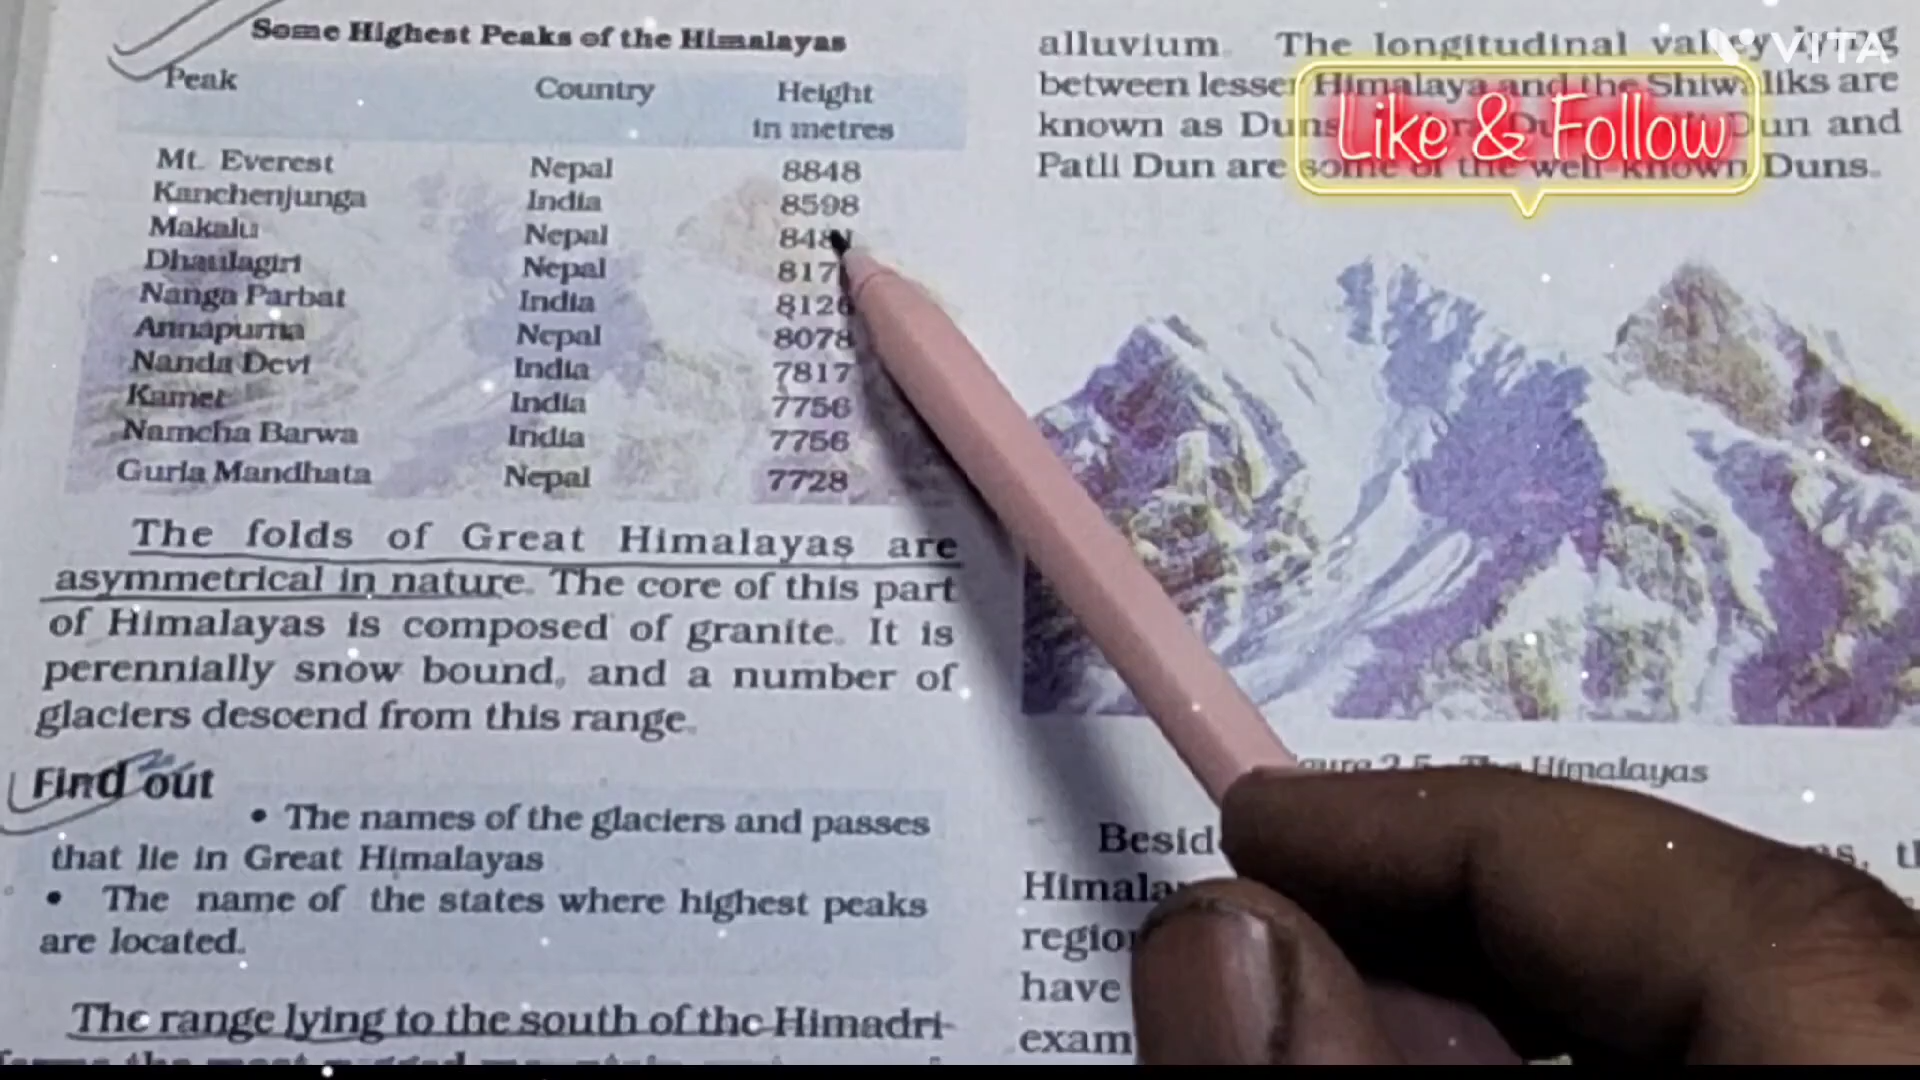 Some Highest Peaks of the Himalayas
Peak Country Height
in metres
Mt. Everest Nepal 8848
Kanchenjunga India 8598
Makalu Nepal 8481
Dhaulagiri Nepal
Nanga Parbat India 8126
Annapurna Nepal 8078
Nanda Devi India 7817
Kamet India 7756
Namcha Barwa India 7756
Gurla Mandhata Nepal 7728
The folds of Great Himalayas are
asymmetrical in nature. The core of this part
of Himalayas is composed of granite. It is
perennially snow bound, and a number of
glaciers descend from this range.
Find out
• The names of the glaciers and passes
that lie in Great Himalayas
• The name of the states where highest peaks
are located.
The range lying to the south of the Himadri
alluvium. The longitudinal valley lying
between lesser Himalaya and the Shiwaliks are
known as Duns. Dun and
Patli Dun are some of the well-known Duns.
VITA
Like & Follow
2.5 The Himalayas
Himala
have
exam